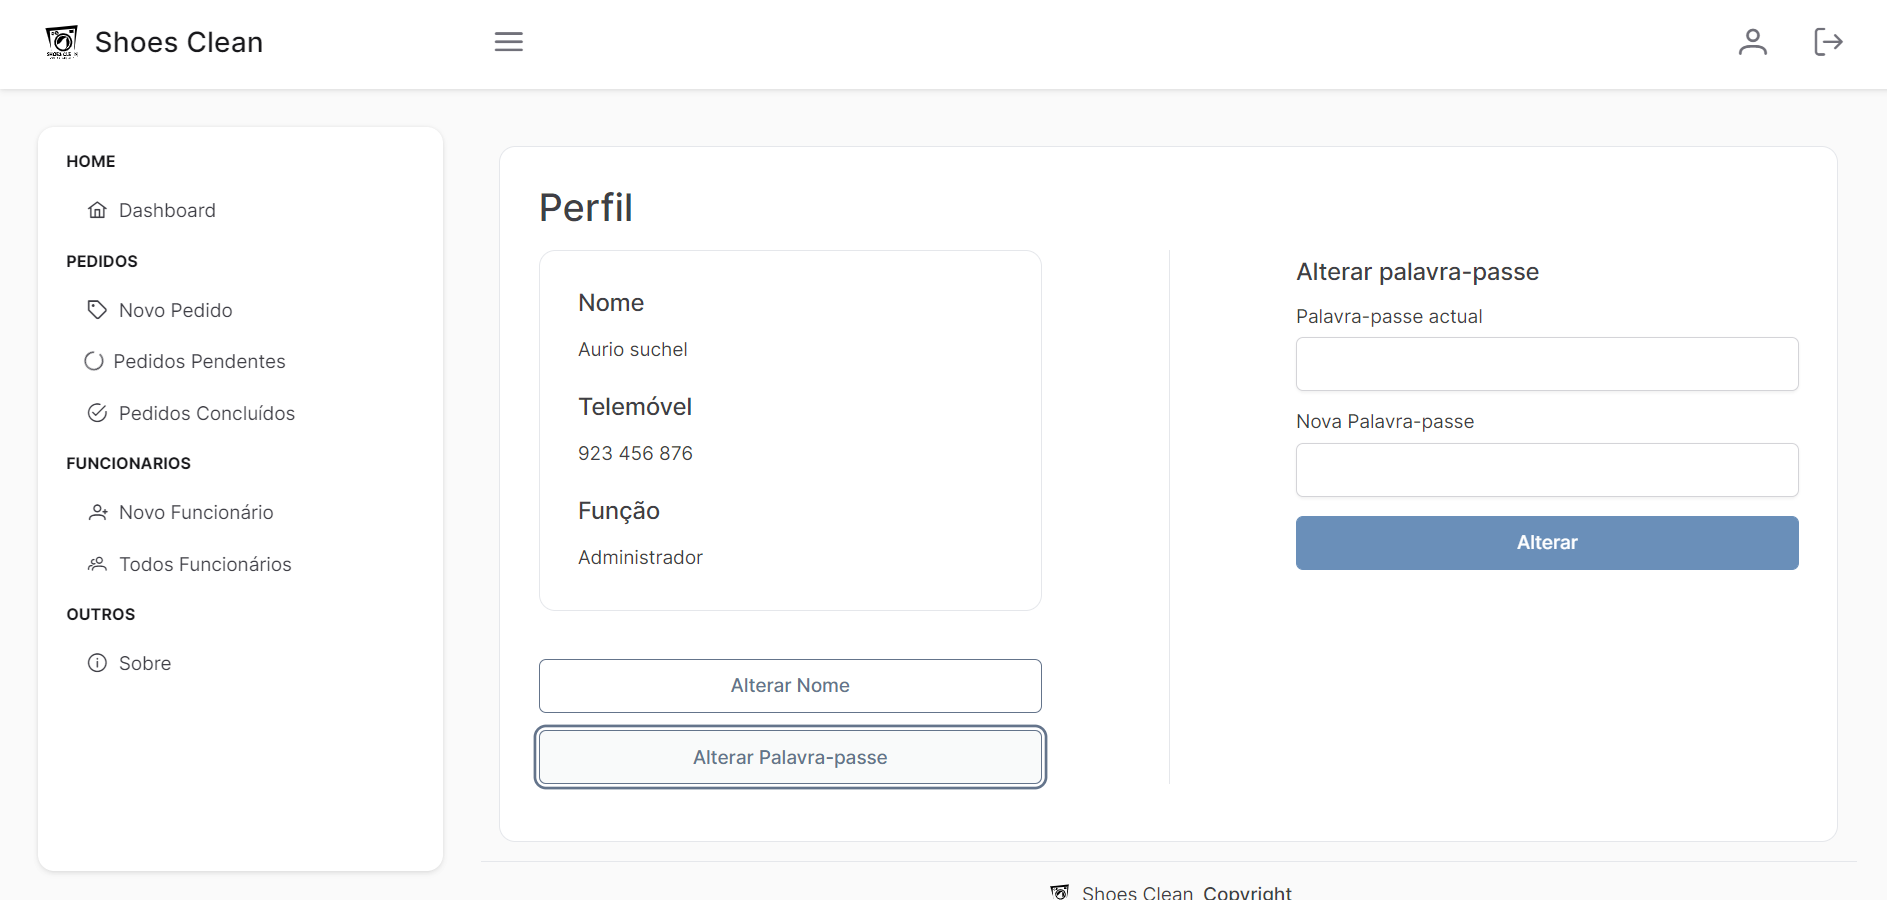 Shoes Clean
HOME
Dashboard
PEDIDOS
Novo Pedido
Pedidos Pendentes
Pedidos Concluídos
FUNCIONARIOS
Novo Funcionário
Todos Funcionários
OUTROS
Sobre
Perfil
Nome
Aurio suchel
Telemóvel
923 456 876
Função
Administrador
Alterar Nome
Alterar Palavra-passe
Alterar palavra-passe
Palavra-passe actual
Nova Palavra-passe
Alterar
Shoes Clean Copyright